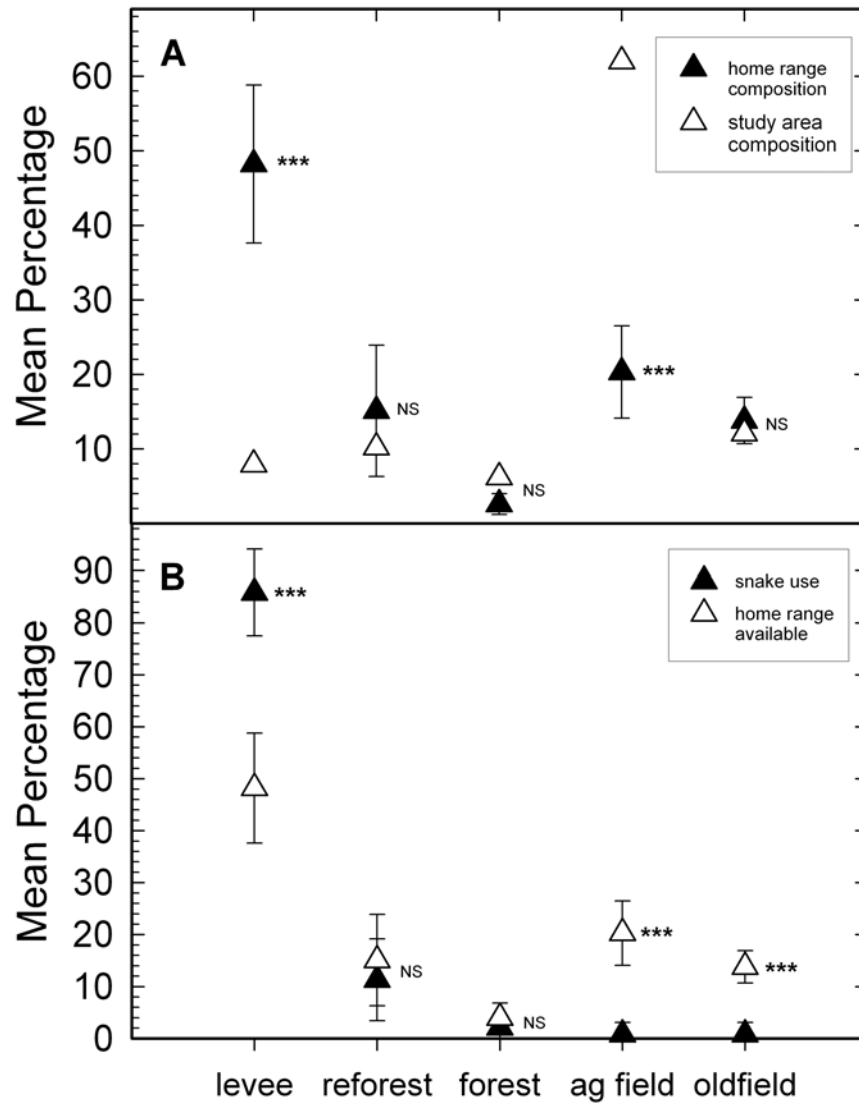 A
home range
composition
study area
composition
Mean Percentage
60
50
40
30
20
10
***
NS
NS
***
NS
B
snake use
home range
available
Mean Percentage
90
80
70
60
50
40
30
20
10
0
***
NS
NS
***
***
levee reforest forest ag field oldfield